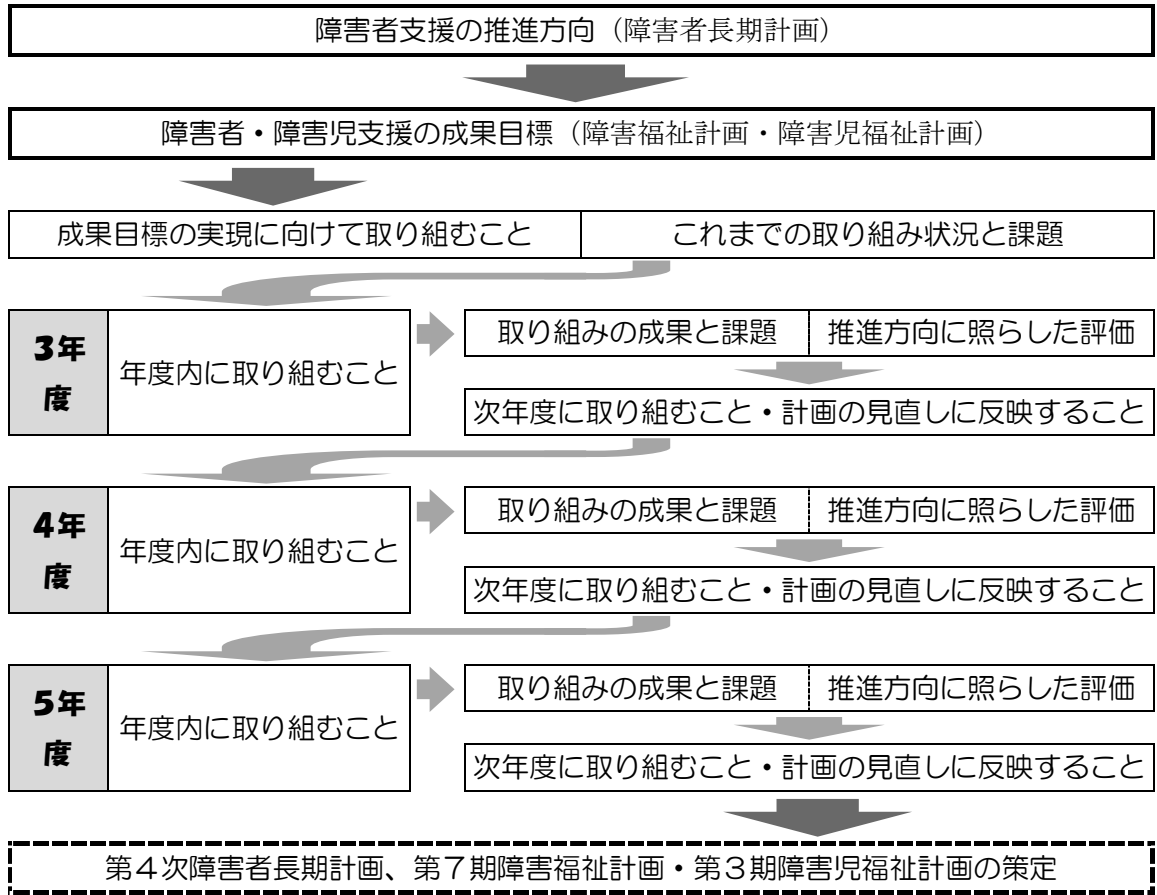 障害者支援の推進方向（障害者長期計画）
障害者・障害児支援の成果目標（障害福祉計画・障害児福祉計画）
成果目標の実現に向けて取り組むこと
これまでの取り組み状況と課題
3年
度
年度内に取り組むこと
取り組みの成果と課題
推進方向に照らした評価
次年度に取り組むこと・計画の見直しに反映すること
4年
度
年度内に取り組むこと
取り組みの成果と課題
推進方向に照らした評価
次年度に取り組むこと・計画の見直しに反映すること
5年
度
年度内に取り組むこと
取り組みの成果と課題
推進方向に照らした評価
次年度に取り組むこと・計画の見直しに反映すること
第４次障害者長期計画、第７期障害福祉計画・第３期障害児福祉計画の策定